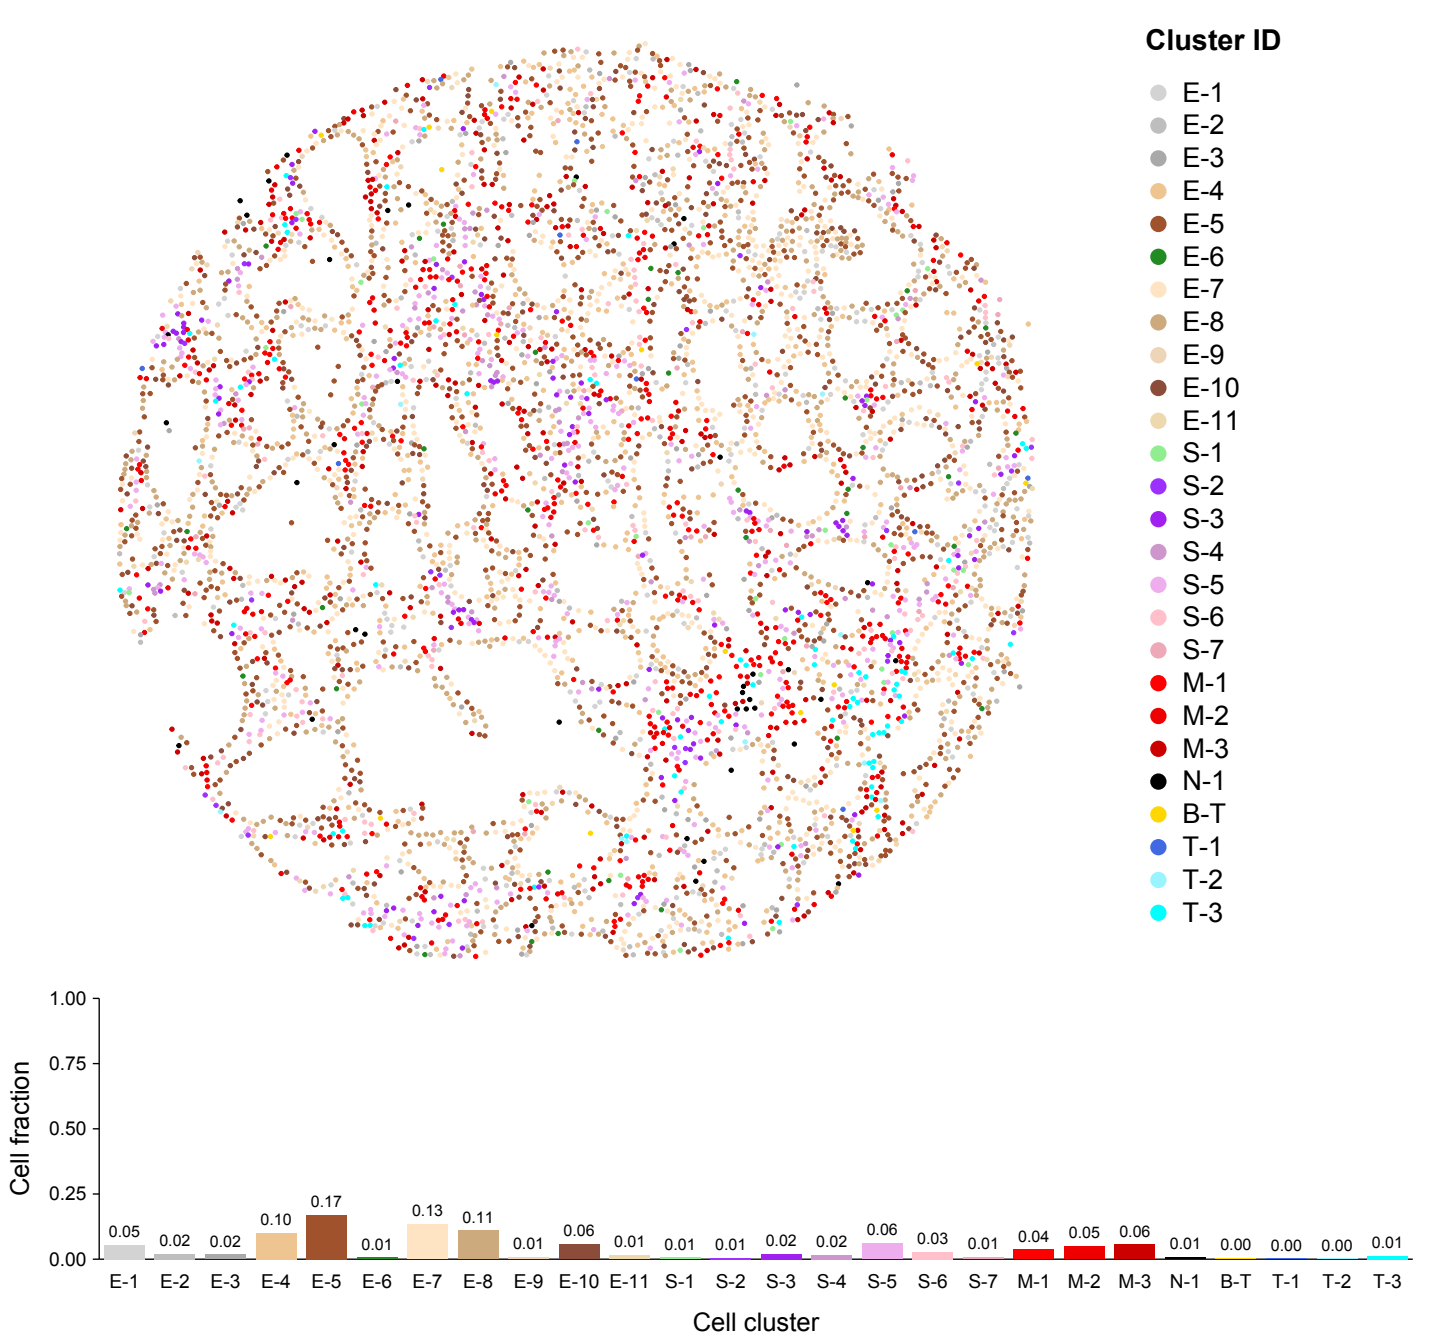 Cluster ID
E-1
E-2
E-3
E-4
E-5
E-6
E-7
E-8
E-9
E-10
E-11
S-1
S-2
S-3
S-4
S-5
S-6
S-7
M-1
M-2
M-3
N-1
B-T
T-1
T-2
T-3
1.00
0.75
0.50
0.25
0.00
Cell fraction
0.05 0.02 0.02 0.10 0.17 0.01 0.13 0.11 0.01 0.06 0.01 0.01 0.01 0.02 0.02 0.06 0.03 0.01 0.04 0.05 0.06 0.01 0.00 0.00 0.00 0.01
E-1 E-2 E-3 E-4 E-5 E-6 E-7 E-8 E-9 E-10 E-11 S-1 S-2 S-3 S-4 S-5 S-6 S-7 M-1 M-2 M-3 N-1 B-T T-1 T-2 T-3
Cell cluster